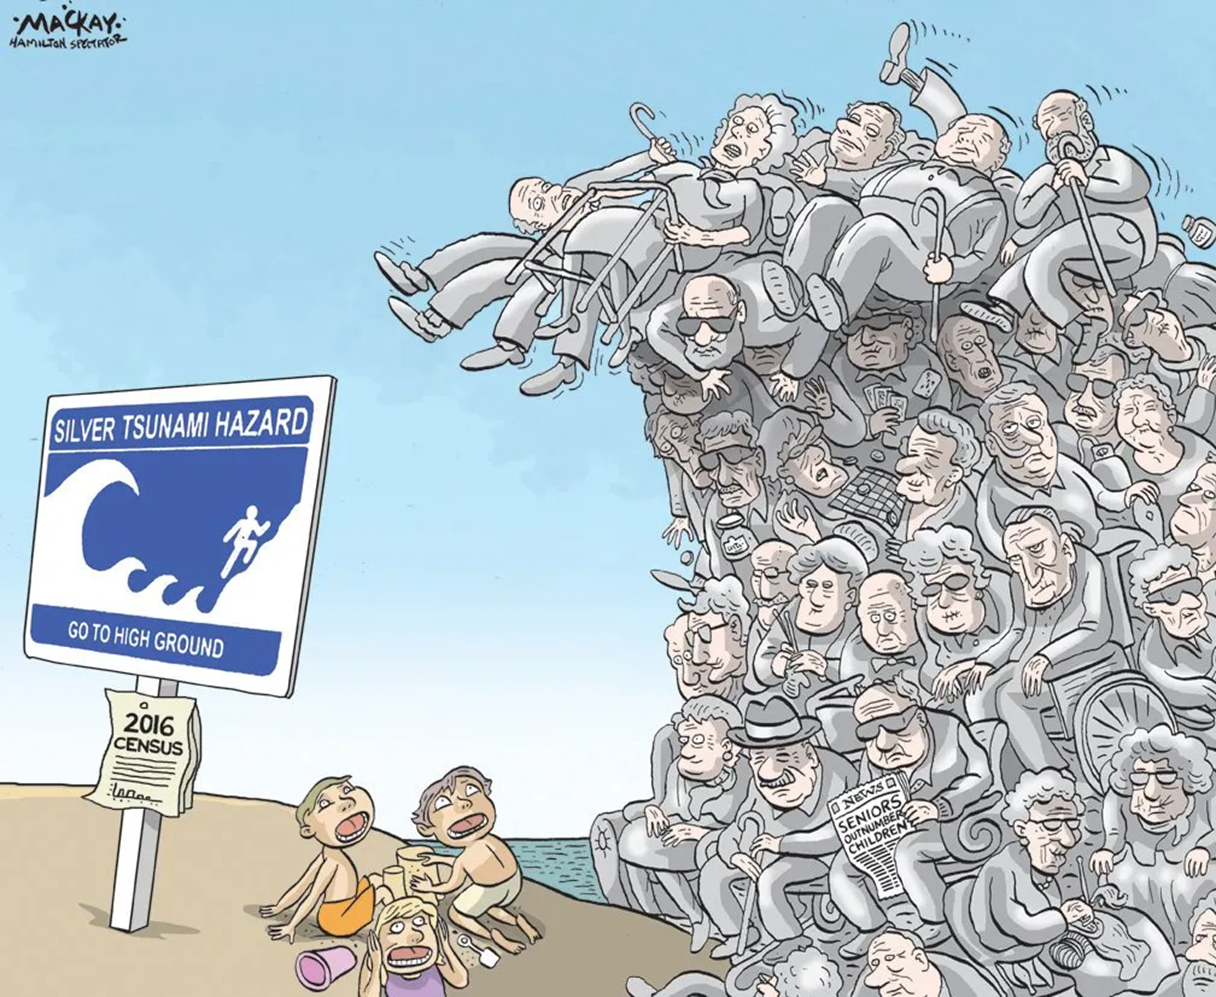 MACKAY
HAMILTON SPECTATOR
SILVER TSUNAMI HAZARD
GO TO HIGH GROUND
2016
CENSUS
NEWS
SENIORS
OUTNUMBER
CHILDREN